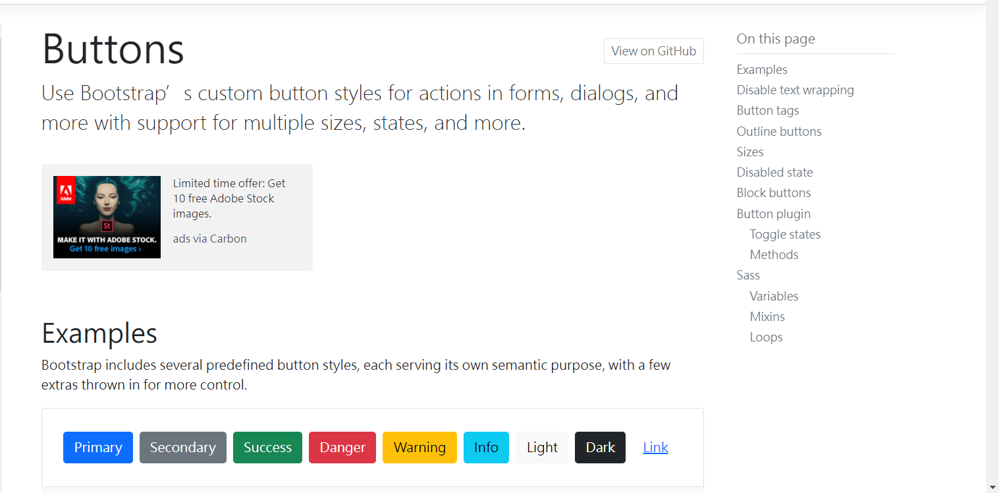 Buttons
View on GitHub
Use Bootstrap’s custom button styles for actions in forms, dialogs, and
more with support for multiple sizes, states, and more.
Adobe
St
MAKE IT WITH ADOBE STOCK.
Get 10 free images ›
Limited time offer: Get
10 free Adobe Stock
images.
ads via Carbon
Examples
Bootstrap includes several predefined button styles, each serving its own semantic purpose, with a few
extras thrown in for more control.
Primary Secondary Success Danger Warning Info Light Dark Link
On this page
Examples
Disable text wrapping
Button tags
Outline buttons
Sizes
Disabled state
Block buttons
Button plugin
Toggle states
Methods
Sass
Variables
Mixins
Loops